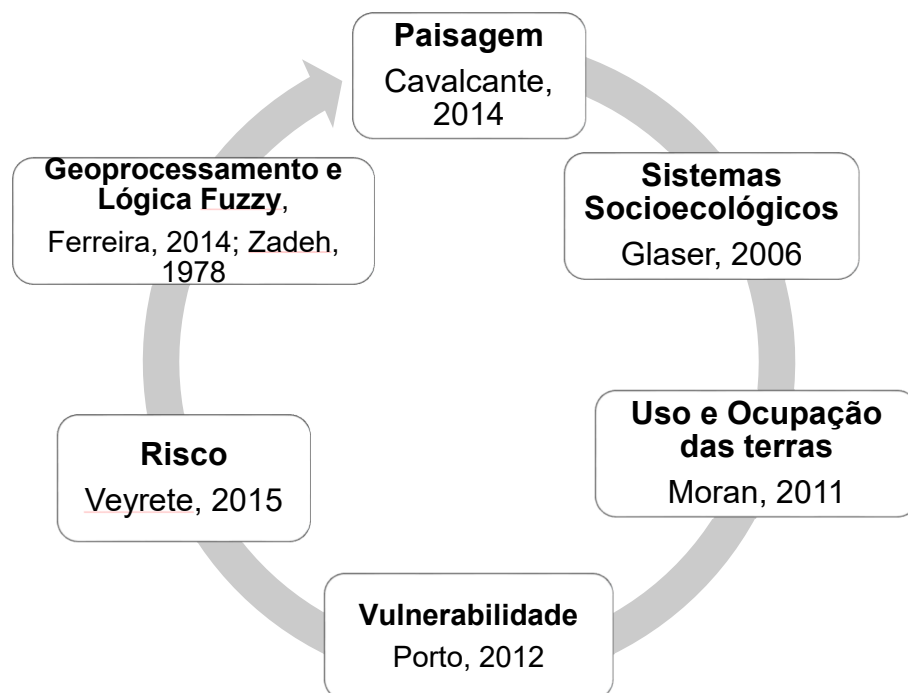 Paisagem
Cavalcante,
2014
Sistemas
Socioecológicos
Glaser, 2006
Uso e Ocupação
das terras
Moran, 2011
Vulnerabilidade
Porto, 2012
Risco
Veyrete, 2015
Geoprocessamento e
Lógica Fuzzy,
Ferreira, 2014; Zadeh,
1978